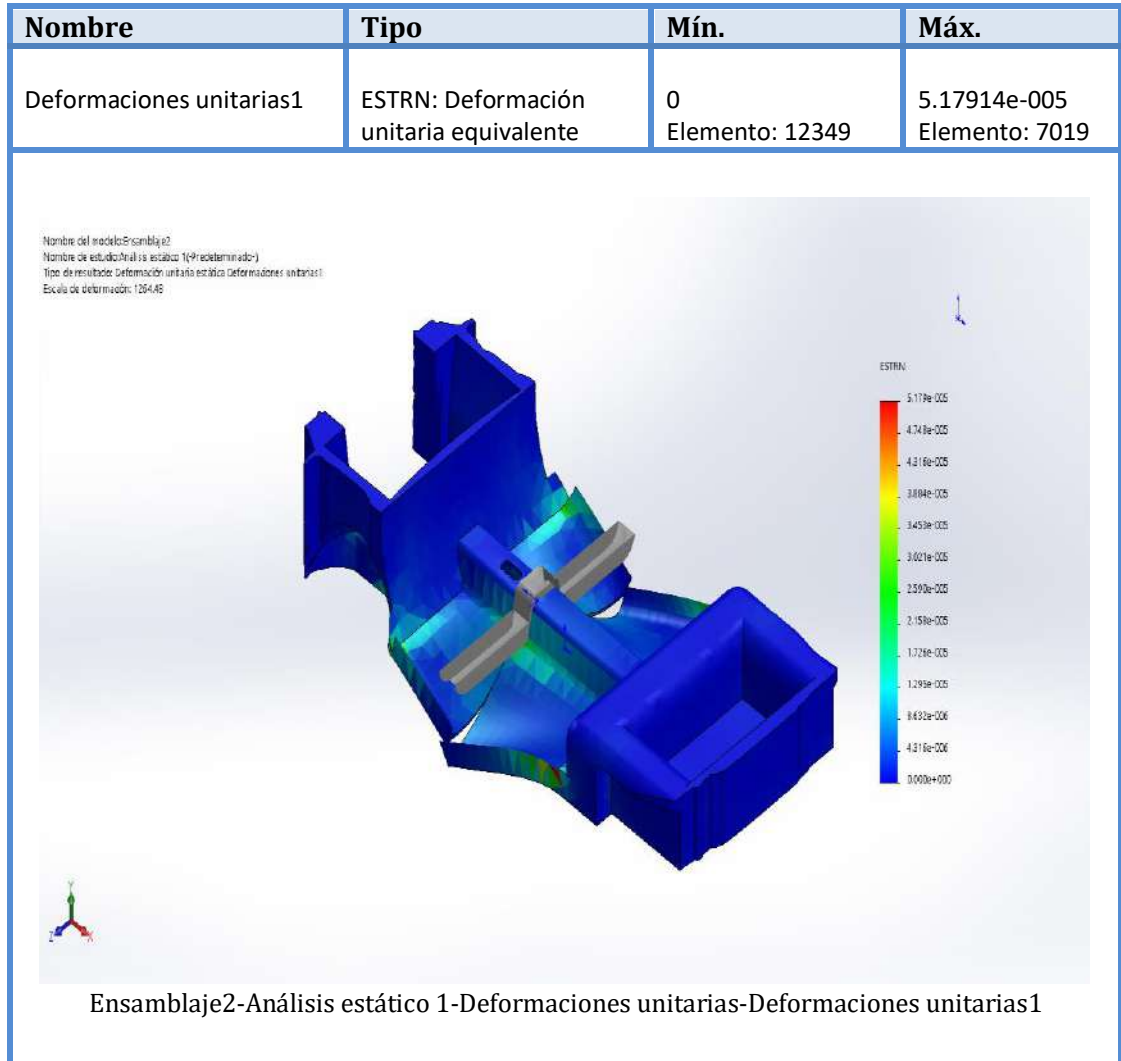 Nombre Tipo Mín. Máx.
Deformaciones unitarias1 ESTRN: Deformación unitaria equivalente 0 Elemento: 12349 5.17914e-005 Elemento: 7019
Nombre del modelo:Ensamblaje2
Nombre de estudio:Análisis estático 1(-Predeterminado-)
Tipo de resultado: Deformación unitaria estática Deformaciones unitarias1
Escala de deformación: 1264.48
ESTRN
5.179e-005
4.748e-005
4.316e-005
3.884e-005
3.453e-005
3.021e-005
2.590e-005
2.158e-005
1.726e-005
1.295e-005
8.632e-006
4.316e-006
0.000e+000
Y
Z
X
Ensamblaje2-Análisis estático 1-Deformaciones unitarias-Deformaciones unitarias1